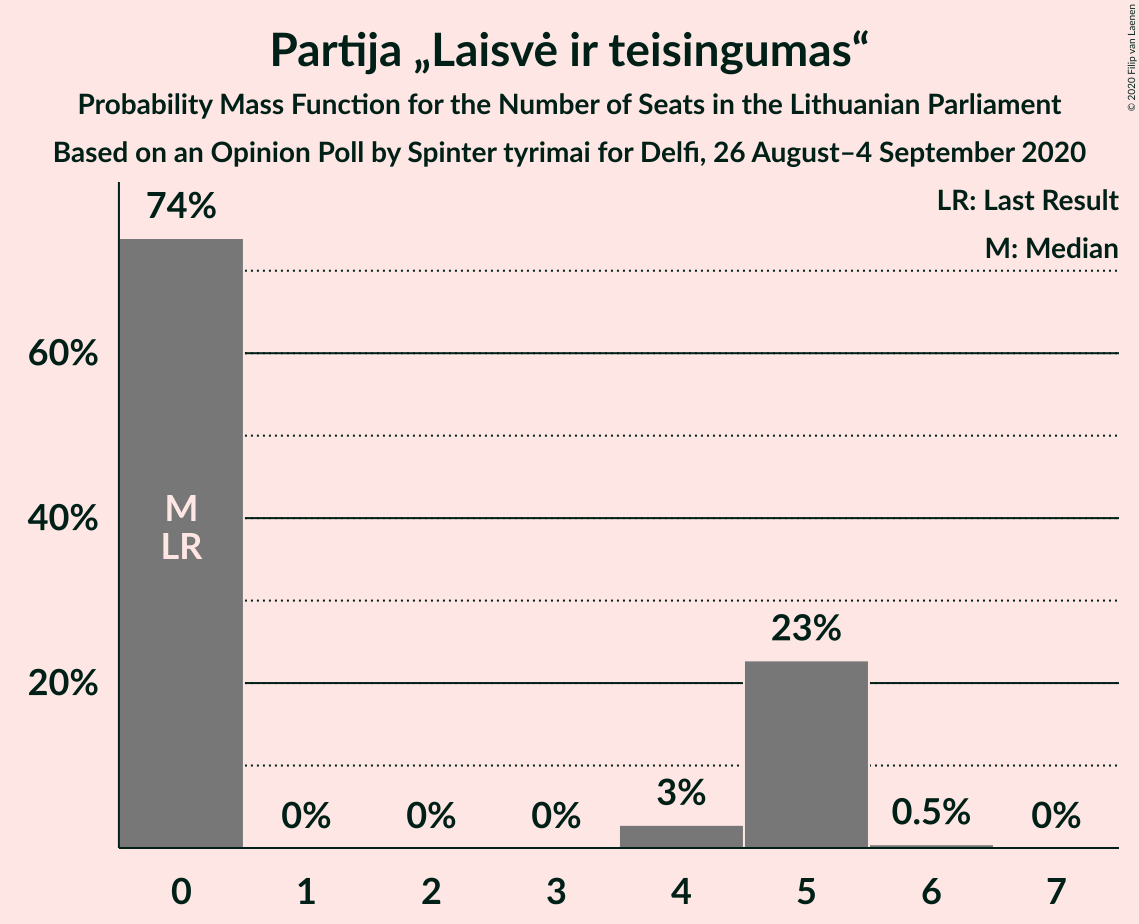 Partija „Laisvė ir teisingumas“
Probability Mass Function for the Number of Seats in the Lithuanian Parliament
Based on an Opinion Poll by Spinter tyrimai for Delfi, 26 August–4 September 2020
© 2020 Filip van Laenen
LR: Last Result
M: Median
74%
60%
40%
20%
M
LR
0%
0%
0%
3%
23%
0.5%
0%
0
1
2
3
4
5
6
7